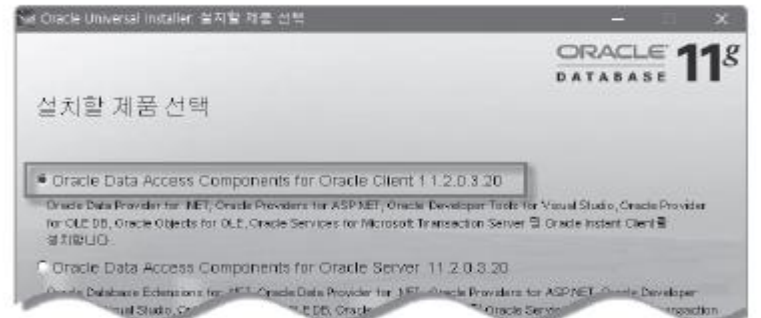 Oracle Universal Installer: 설치할 제품 선택
ORACLE
DATABASE 11g
설치할 제품 선택
Oracle Data Access Components for Oracle Client 11.2.0.3.20
Oracle Data Provider for .NET, Oracle Providers for ASP.NET, Oracle Developer Tools for Visual Studio, Oracle Provider
for OLE DB, Oracle Objects for OLE, Oracle Services for Microsoft Transaction Server 및 Oracle Instant Client를
설치합니다.
Oracle Data Access Components for Oracle Server 11.2.0.3.20
Oracle Database Extensions for .NET, Oracle Data Provider for .NET, Oracle Providers for ASP.NET, Oracle Developer